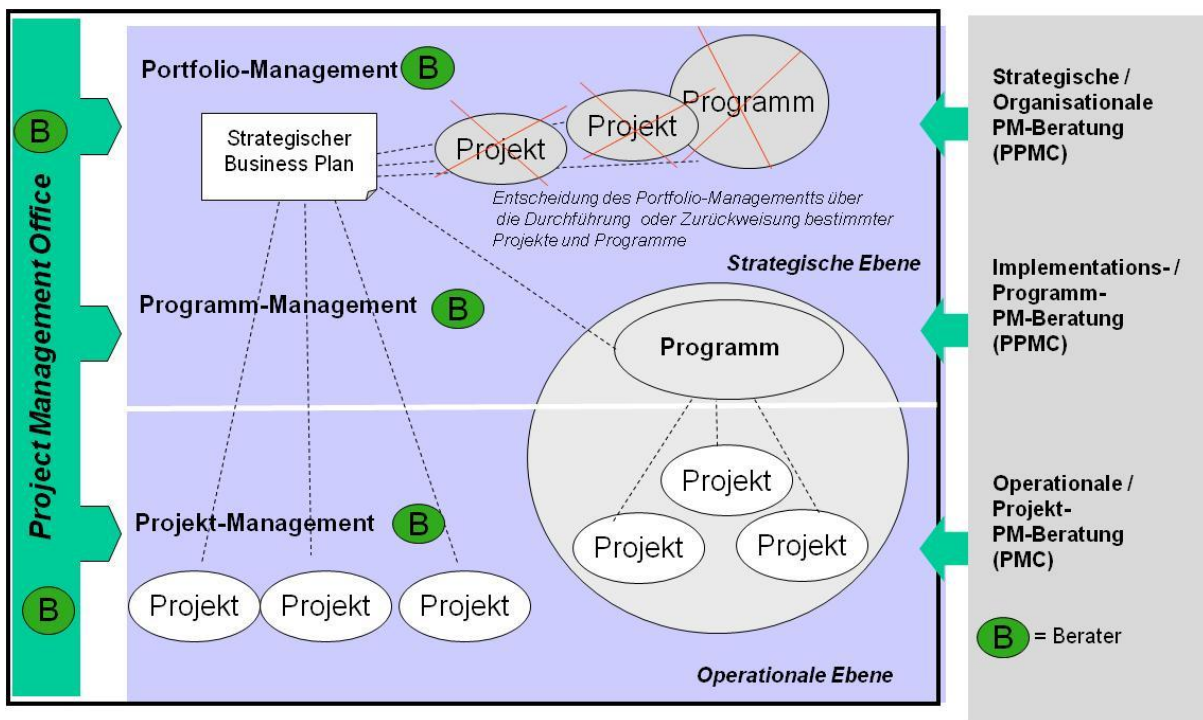 Project Management Office
B
B
Portfolio-Management
B
Strategischer
Business Plan
Projekt
Projekt
Programm
Entscheidung des Portfolio-Managementts über
die Durchführung oder Zurückweisung bestimmter
Projekte und Programme
Strategische Ebene
Programm-Management
B
Programm
Projekt
Projekt
Projekt
Projekt-Management
B
Projekt
Projekt
Projekt
Operationale Ebene
Strategische /
Organisationale
PM-Beratung
(PPMC)
Implementations- /
Programm-
PM-Beratung
(PPMC)
Operationale /
Projekt-
PM-Beratung
(PMC)
B = Berater